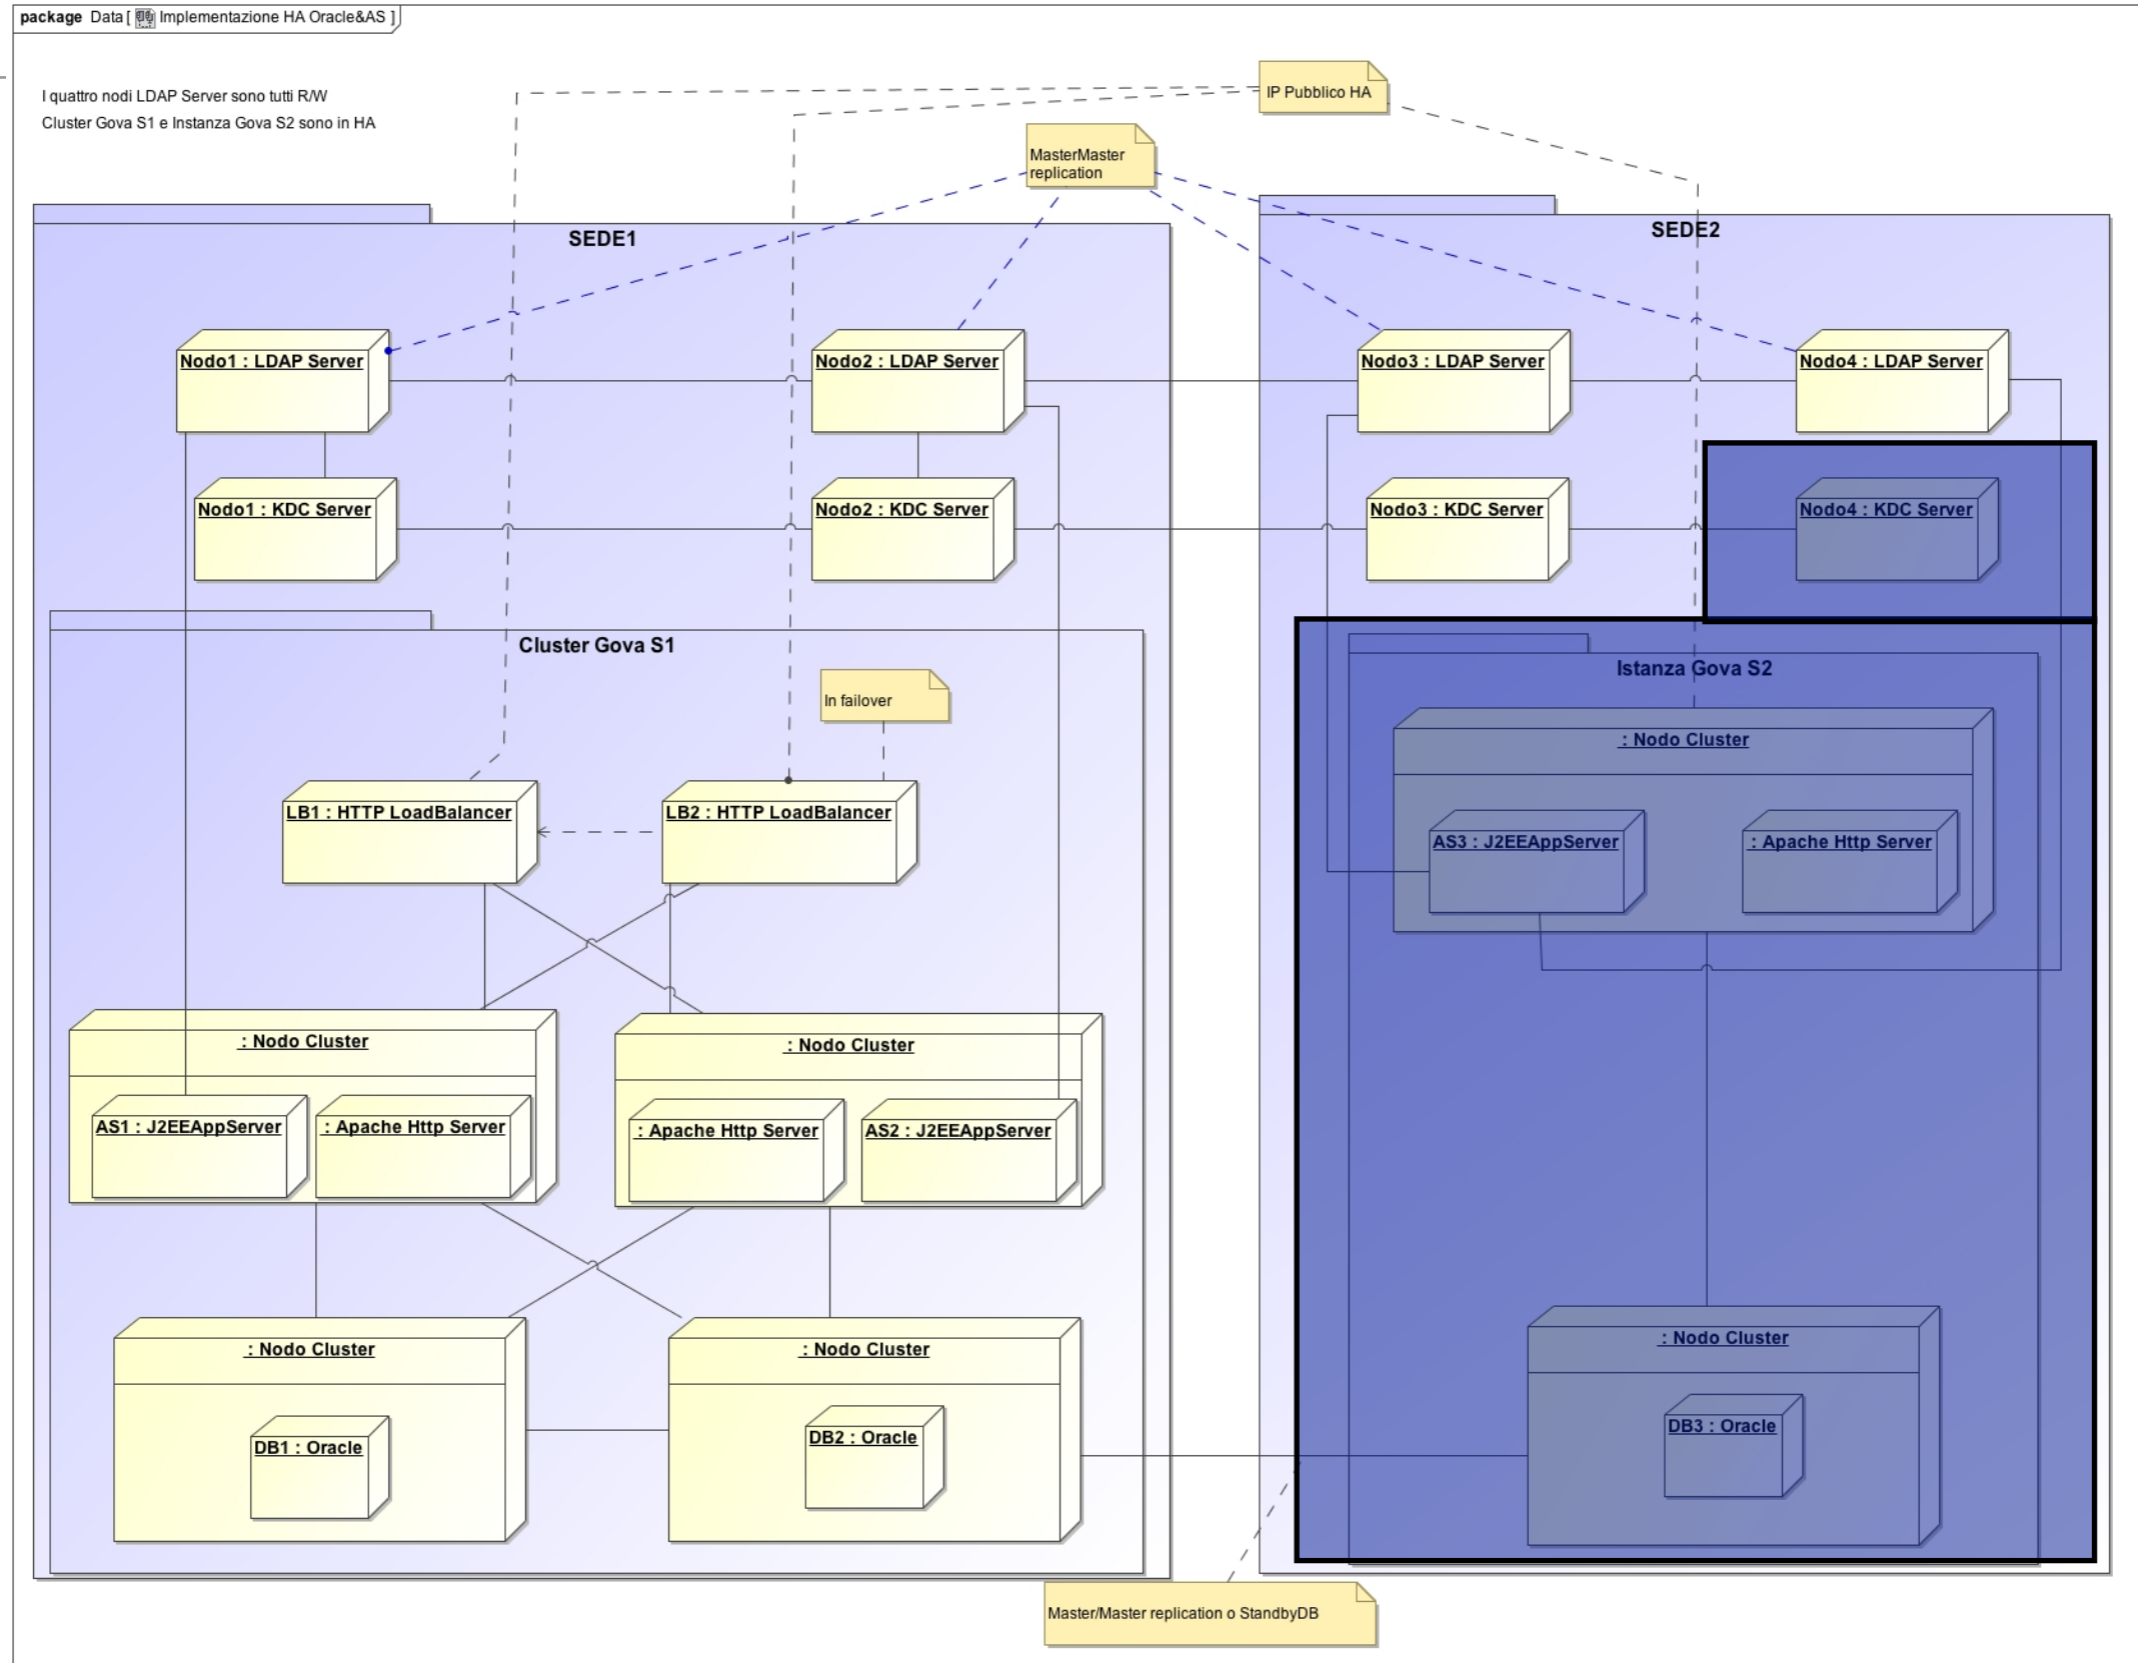 package Data [ Implementazione HA Oracle&AS ]
I quattro nodi LDAP Server sono tutti R/W
Cluster Gova S1 e Instanza Gova S2 sono in HA
IP Pubblico HA
MasterMaster
replication
SEDE1
SEDE2
Nodo1 : LDAP Server
Nodo2 : LDAP Server
Nodo3 : LDAP Server
Nodo4 : LDAP Server
Nodo1 : KDC Server
Nodo2 : KDC Server
Nodo3 : KDC Server
Nodo4 : KDC Server
Cluster Gova S1
Istanza Gova S2
In failover
: Nodo Cluster
LB1 : HTTP LoadBalancer
LB2 : HTTP LoadBalancer
AS3 : J2EEAppServer
: Apache Http Server
: Nodo Cluster
: Nodo Cluster
AS1 : J2EEAppServer
: Apache Http Server
: Apache Http Server
AS2 : J2EEAppServer
: Nodo Cluster
: Nodo Cluster
: Nodo Cluster
DB1 : Oracle
DB2 : Oracle
DB3 : Oracle
Master/Master replication o StandbyDB